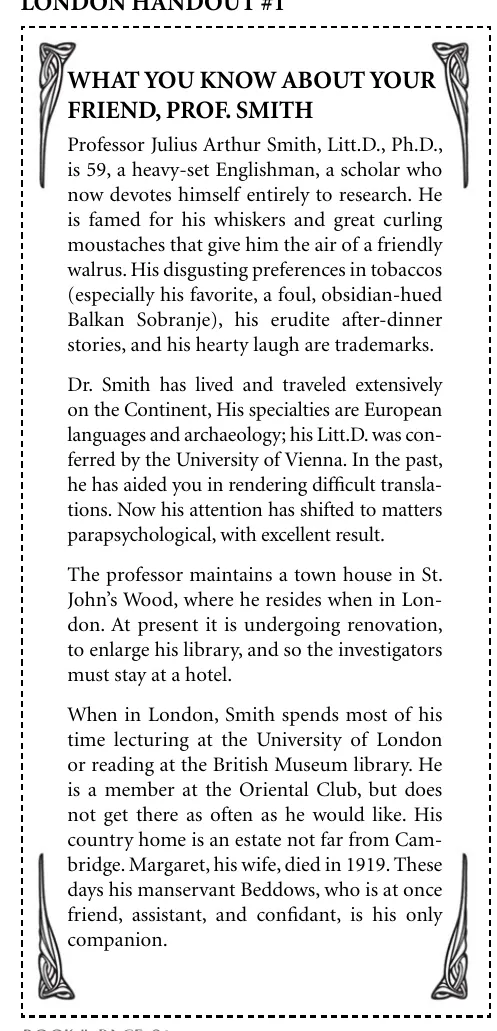 LONDON HANDOUT #1
WHAT YOU KNOW ABOUT YOUR
FRIEND, PROF. SMITH
Professor Julius Arthur Smith, Litt.D., Ph.D.,
is 59, a heavy-set Englishman, a scholar who
now devotes himself entirely to research. He
is famed for his whiskers and great curling
moustaches that give him the air of a friendly
walrus. His disgusting preferences in tobaccos
(especially his favorite, a foul, obsidian-hued
Balkan Sobranje), his erudite after-dinner
stories, and his hearty laugh are trademarks.
Dr. Smith has lived and traveled extensively
on the Continent, His specialties are European
languages and archaeology; his Litt.D. was con-
ferred by the University of Vienna. In the past,
he has aided you in rendering difficult transla-
tions. Now his attention has shifted to matters
parapsychological, with excellent result.
The professor maintains a town house in St.
John's Wood, where he resides when in Lon-
don. At present it is undergoing renovation,
to enlarge his library, and so the investigators
must stay at a hotel.
When in London, Smith spends most of his
time lecturing at the University of London
or reading at the British Museum library. He
is a member at the Oriental Club, but does
not get there as often as he would like. His
country home is an estate not far from Cam-
bridge. Margaret, his wife, died in 1919. These
days his manservant Beddows, who is at once
friend, assistant, and confidant, is his only
companion.